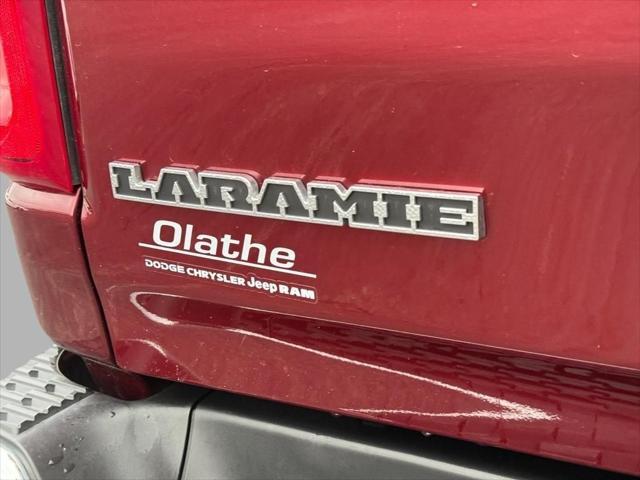 LARAMIE
Olathe
DODGE CHRYSLER Jeep RAM